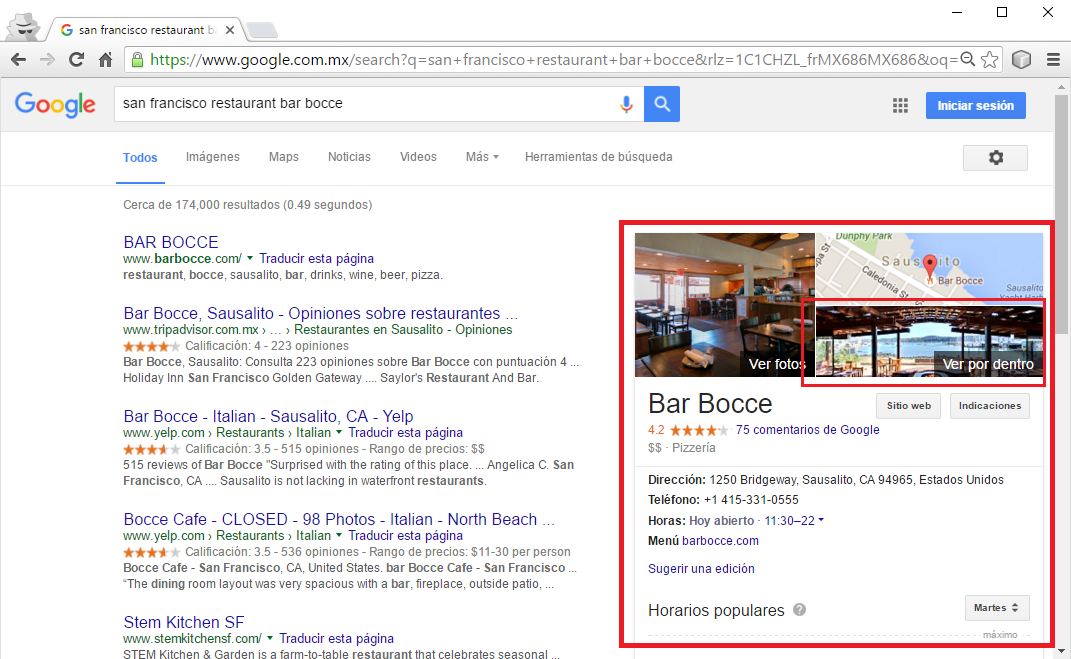 san francisco restaurant b
https://www.google.com.mx/search?q=san+francisco+restaurant+bar+bocce&rlz=1C1CHZL_frMX686MX686&oq=
Google
san francisco restaurant bar bocce
Iniciar sesión
Todos Imágenes Maps Noticias Videos Más Herramientas de búsqueda
Cerca de 174,000 resultados (0.49 segundos)
BAR BOCCE
www.barbocce.com/ Traducir esta página
restaurant, bocce, sausalito, bar, drinks, wine, beer, pizza.
Bar Bocce, Sausalito - Opiniones sobre restaurantes ...
www.tripadvisor.com.mx › ... › Restaurantes en Sausalito - Opiniones
Calificación: 4 - 223 opiniones
Bar Bocce, Sausalito: Consulta 223 opiniones sobre Bar Bocce con puntuación 4 ...
Holiday Inn San Francisco Golden Gateway .... Saylor's Restaurant And Bar.
Bar Bocce - Italian - Sausalito, CA - Yelp
www.yelp.com › Restaurants › Italian Traducir esta página
Calificación: 3.5 - 515 opiniones - Rango de precios: $$
515 reviews of Bar Bocce "Surprised with the rating of this place. ... Angelica C. San
Francisco, CA .... Sausalito is not lacking in waterfront restaurants.
Bocce Cafe - CLOSED - 98 Photos - Italian - North Beach ...
www.yelp.com › Restaurants › Italian Traducir esta página
Calificación: 3.5 - 536 opiniones - Rango de precios: $11-30 per person
Bocce Cafe - San Francisco, CA, United States. bar Bocce Cafe - San Francisco ...
“The dining room layout was very spacious with a bar, fireplace, outside patio, ...
Stem Kitchen SF
www.stemkitchensf.com/ Traducir esta página
STEM Kitchen & Garden is a farm-to-table restaurant that celebrates seasonal ...
Dunphy Park
Sausalito
Caledonia St
Bar Bocce
Sausalito
Yacht Harb
Ver fotos
Ver por dentro
Bar Bocce
Sitio web Indicaciones
4.2 75 comentarios de Google
$$ · Pizzería
Dirección: 1250 Bridgeway, Sausalito, CA 94965, Estados Unidos
Teléfono: +1 415-331-0555
Horas: Hoy abierto · 11:30–22
Menú barbocce.com
Sugerir una edición
Horarios populares ?
Martes
máximo